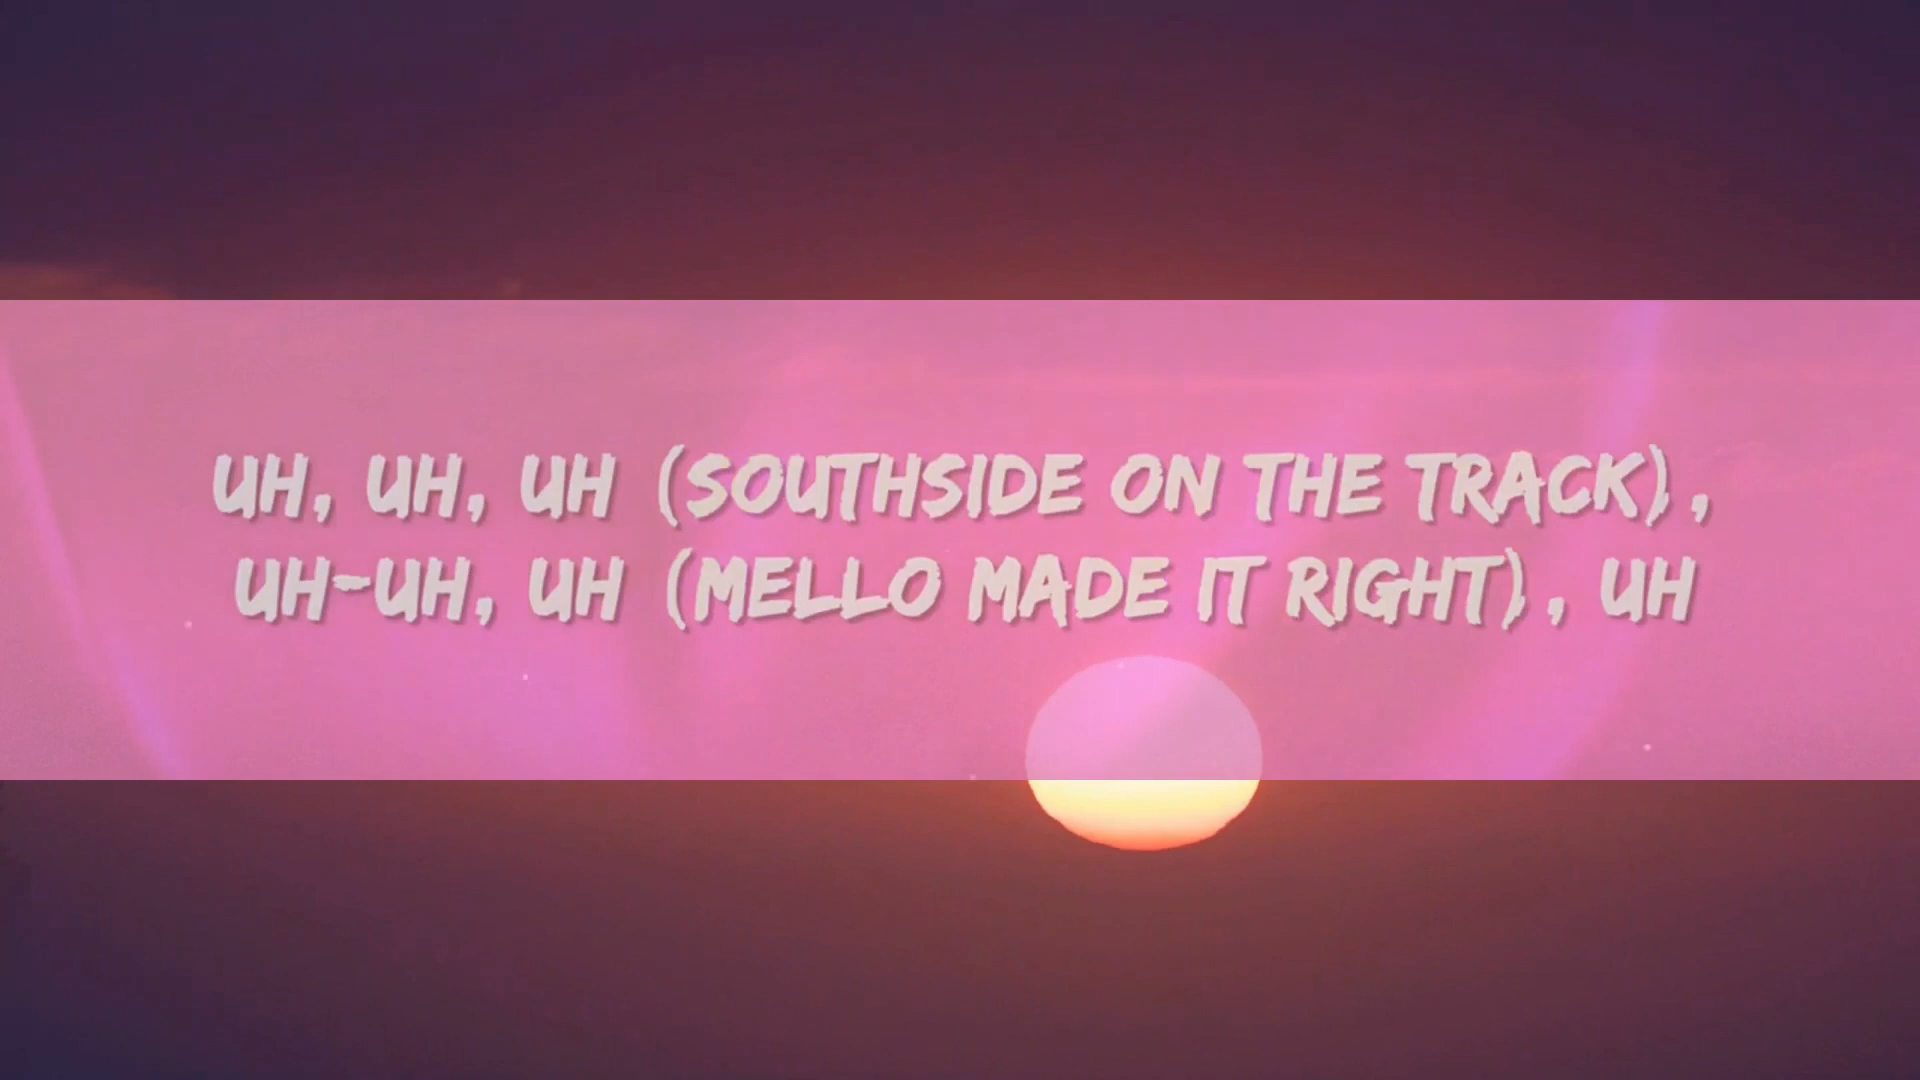 UH, UH, UH (SOUTHSIDE ON THE TRACK),
UH-UH, UH (MELLO MADE IT RIGHT), UH